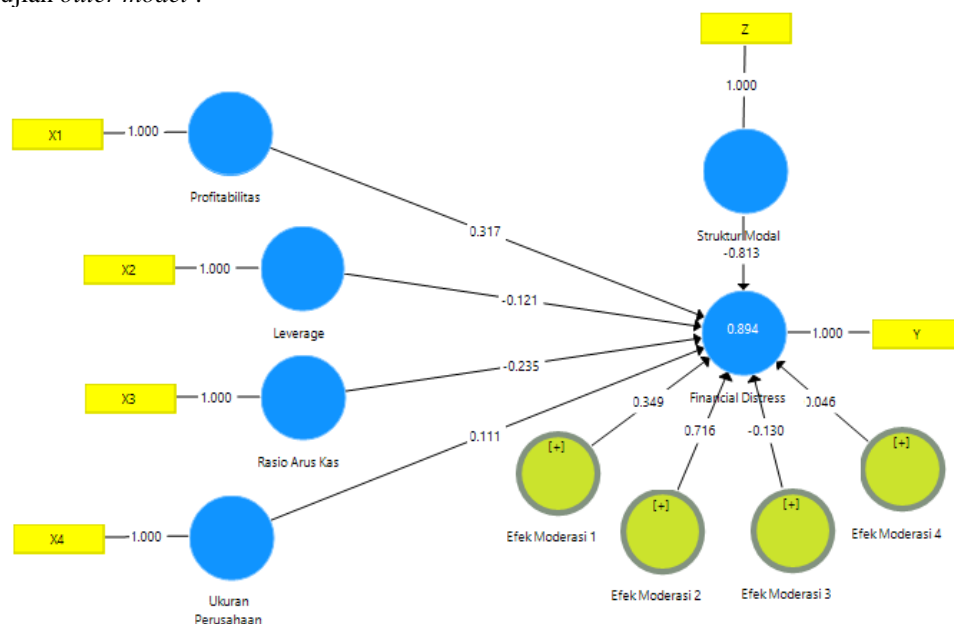 outer model :
Z
1.000
X1
1.000
Profitabilitas
Struktur Modal
-0.813
0.317
X2
1.000
Leverage
-0.121
0.894
1.000
Y
Financial Distress
X3
1.000
Rasio Arus Kas
-0.235
0.111
0.349
0.716
-0.130
[+]
Efek Moderasi 1
[+]
Efek Moderasi 2
[+]
Efek Moderasi 3
[+]
Efek Moderasi 4
X4
1.000
Ukuran
Perusahaan